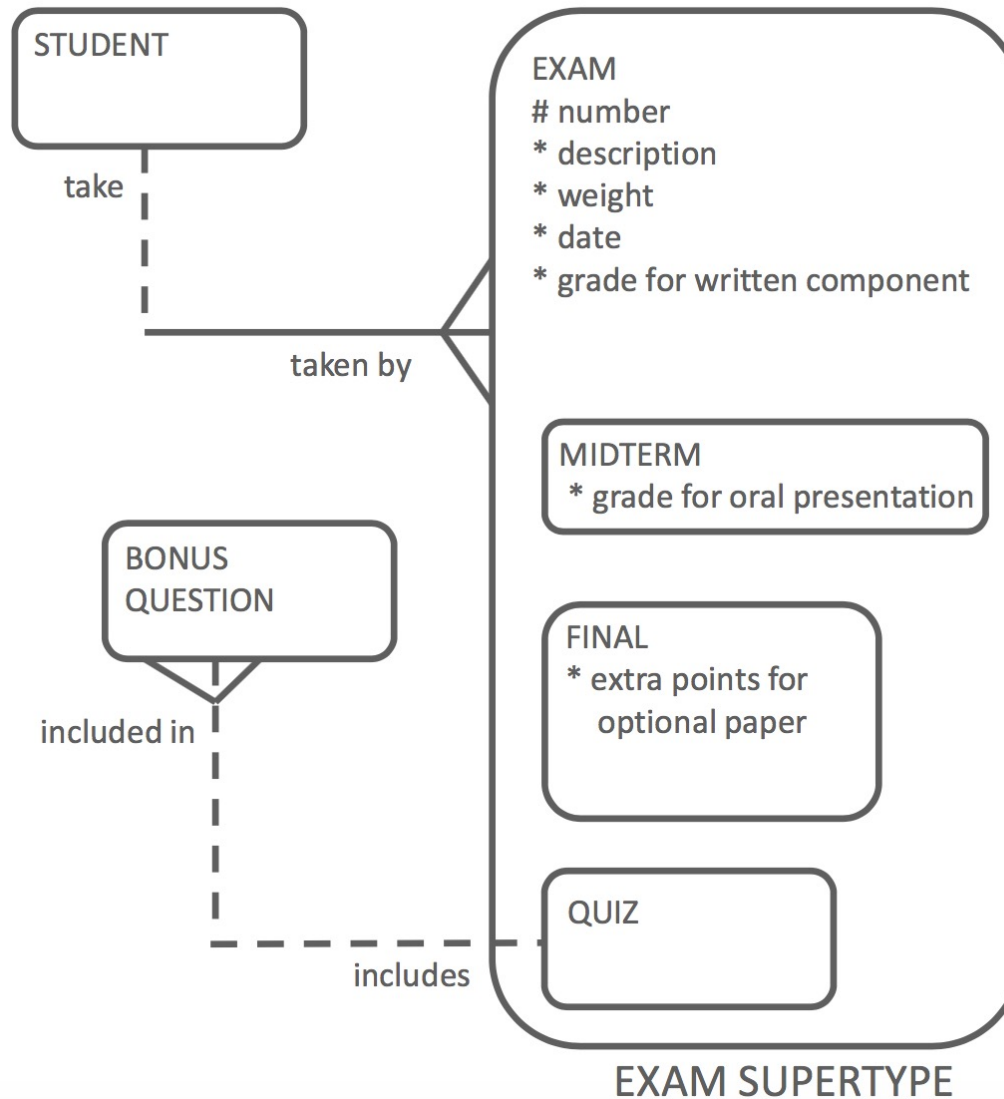 STUDENT
take
taken by
EXAM
# number
* description
* weight
* date
* grade for written component
MIDTERM
* grade for oral presentation
BONUS
QUESTION
included in
includes
FINAL
* extra points for
optional paper
QUIZ
EXAM SUPERTYPE